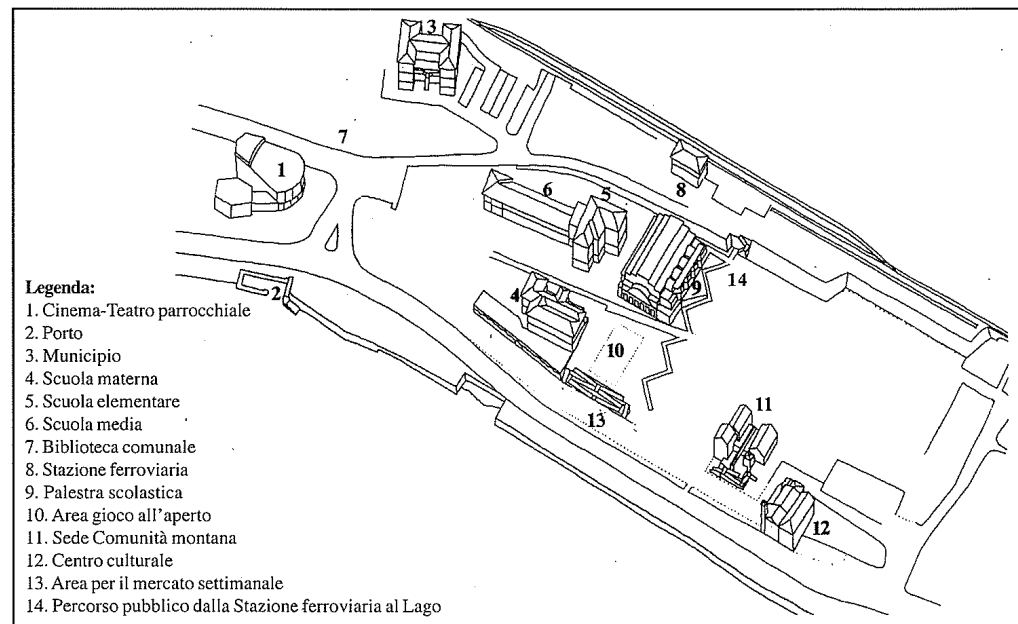 3
7
1
8
6
5
14
9
2
4
10
11
13
12
Legenda:
1. Cinema-Teatro parrocchiale
2. Porto
3. Municipio
4. Scuola materna
5. Scuola elementare
6. Scuola media
7. Biblioteca comunale
8. Stazione ferroviaria
9. Palestra scolastica
10. Area gioco all'aperto
11. Sede Comunità montana
12. Centro culturale
13. Area per il mercato settimanale
14. Percorso pubblico dalla Stazione ferroviaria al Lago